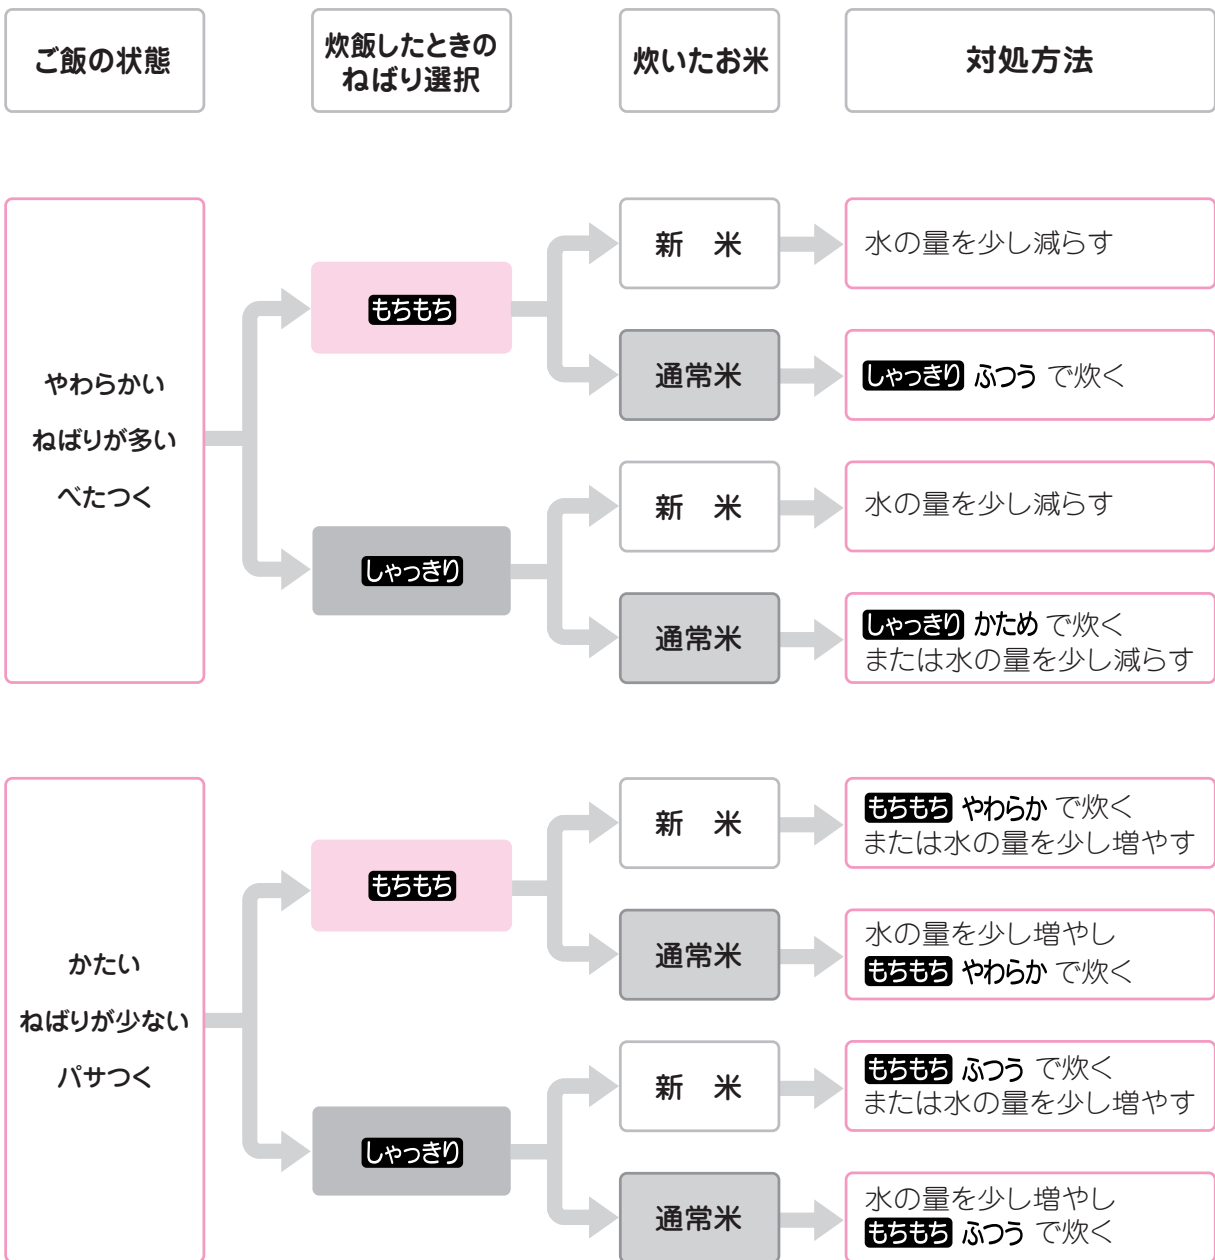 ご飯の状態
炊飯したときの
ねばり選択
炊いたお米
対処方法
やわらかい
ねばりが多い
べたつく
もちもち
新　米
水の量を少し減らす
通常米
しゃっきり ふつう で炊く
しゃっきり
新　米
水の量を少し減らす
通常米
しゃっきり かため で炊く
または水の量を少し減らす
かたい
ねばりが少ない
パサつく
もちもち
新　米
もちもち やわらか で炊く
または水の量を少し増やす
通常米
水の量を少し増やし
もちもち やわらか で炊く
しゃっきり
新　米
もちもち ふつう で炊く
または水の量を少し増やす
通常米
水の量を少し増やし
もちもち ふつう で炊く